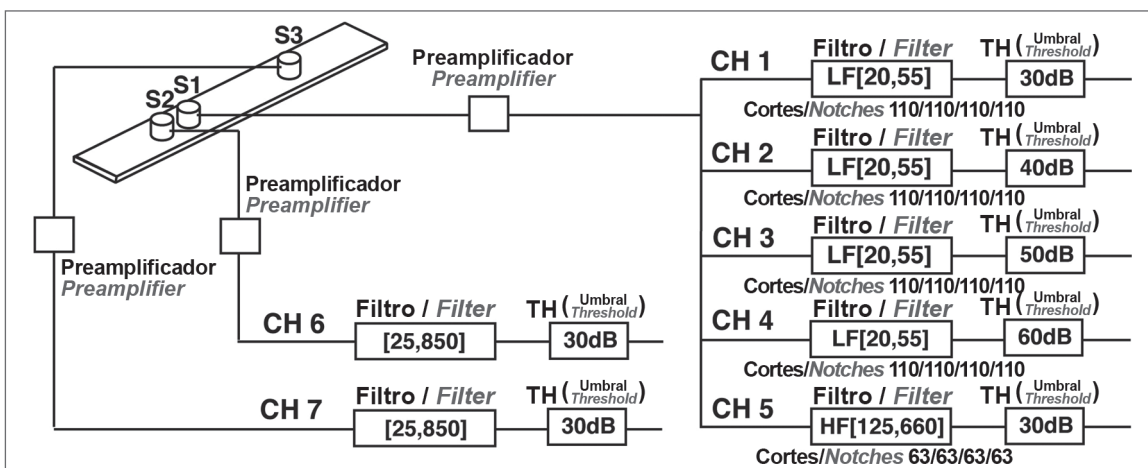 S3
S1
S2
Preamplificador
Preamplifier
CH 1
Filtro / Filter
TH (Umbral Threshold)
LF[20,55]
30dB
Cortes/Notches 110/110/110/110
CH 2
Filtro / Filter
TH (Umbral Threshold)
LF[20,55]
40dB
Cortes/Notches 110/110/110/110
CH 3
Filtro / Filter
TH (Umbral Threshold)
LF[20,55]
50dB
Cortes/Notches 110/110/110/110
CH 4
Filtro / Filter
TH (Umbral Threshold)
LF[20,55]
60dB
Cortes/Notches 110/110/110/110
CH 5
Filtro / Filter
TH (Umbral Threshold)
HF[125,660]
30dB
Cortes/Notches 63/63/63/63
Preamplificador
Preamplifier
Preamplificador
Preamplifier
CH 6
Filtro / Filter
TH (Umbral Threshold)
[25,850]
30dB
CH 7
Filtro / Filter
TH (Umbral Threshold)
[25,850]
30dB